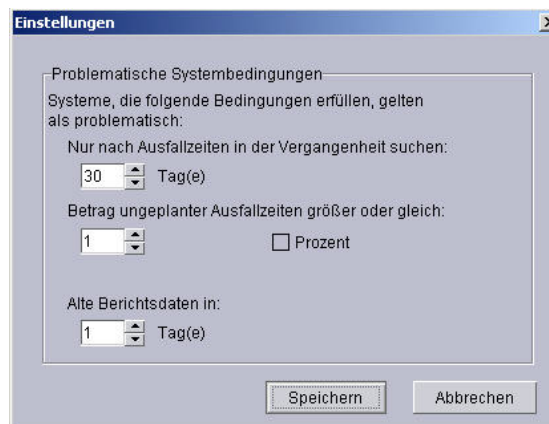 Einstellungen
Problematische Systembedingungen
Systeme, die folgende Bedingungen erfüllen, gelten
als problematisch:
Nur nach Ausfallzeiten in der Vergangenheit suchen:
30 Tag(e)
Betrag ungeplanter Ausfallzeiten größer oder gleich:
1 Prozent
Alte Berichtsdaten in:
1 Tag(e)
Speichern Abbrechen